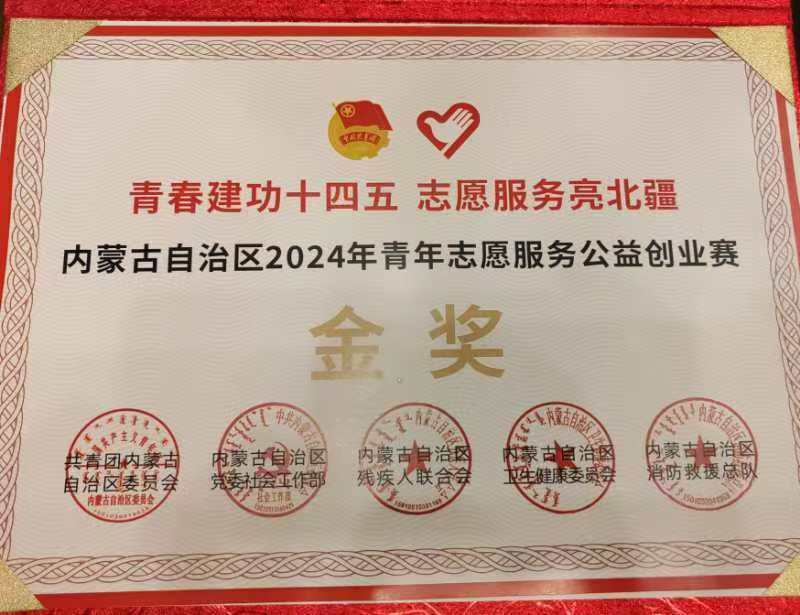 青春建功十四五 志愿服务亮北疆
内蒙古自治区2024年青年志愿服务公益创业赛
金奖
共青团内蒙古
自治区委员会
内蒙古自治区
党委社会工作部
内蒙古自治区
残疾人联合会
内蒙古自治区
卫生健康委员会
内蒙古自治区
消防救援总队